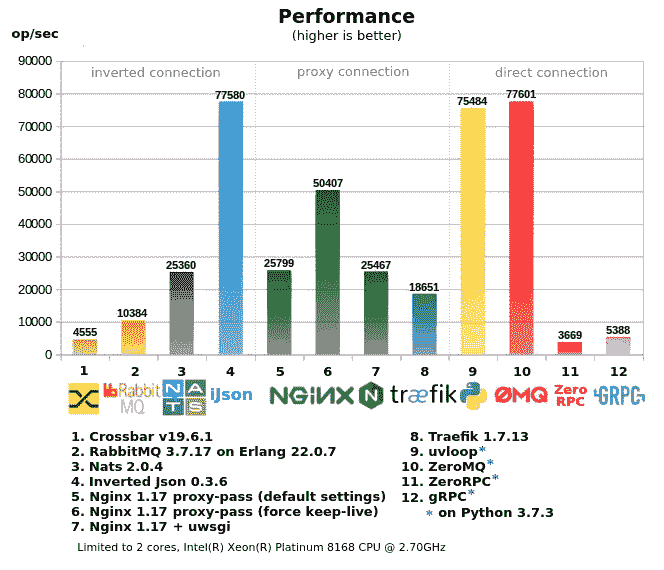 Performance
(higher is better)
op/sec
inverted connection
proxy connection
direct connection
90000
80000
70000
60000
50000
40000
30000
20000
10000
0
4555
10384
25360
77580
25799
50407
25467
18651
75484
77601
3669
5388
1 2 3 4 5 6 7 8 9 10 11 12
Rabbit
MQ
N A
T S
iJson
NGiNX
N
træfik
ØMQ
Zero
RPC
GRPC
1. Crossbar v19.6.1
2. RabbitMQ 3.7.17 on Erlang 22.0.7
3. Nats 2.0.4
4. Inverted Json 0.3.6
5. Nginx 1.17 proxy-pass (default settings)
6. Nginx 1.17 proxy-pass (force keep-live)
7. Nginx 1.17 + uwsgi
8. Traefik 1.7.13
9. uvloop*
10. ZeroMQ*
11. ZeroRPC*
12. gRPC*
* on Python 3.7.3
Limited to 2 cores, Intel(R) Xeon(R) Platinum 8168 CPU @ 2.70GHz